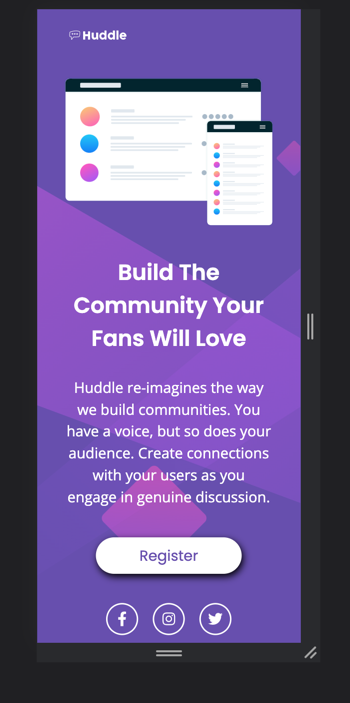 Huddle
Build The
Community Your
Fans Will Love
Huddle re-imagines the way
we build communities. You
have a voice, but so does your
audience. Create connections
with your users as you
engage in genuine discussion.
Register